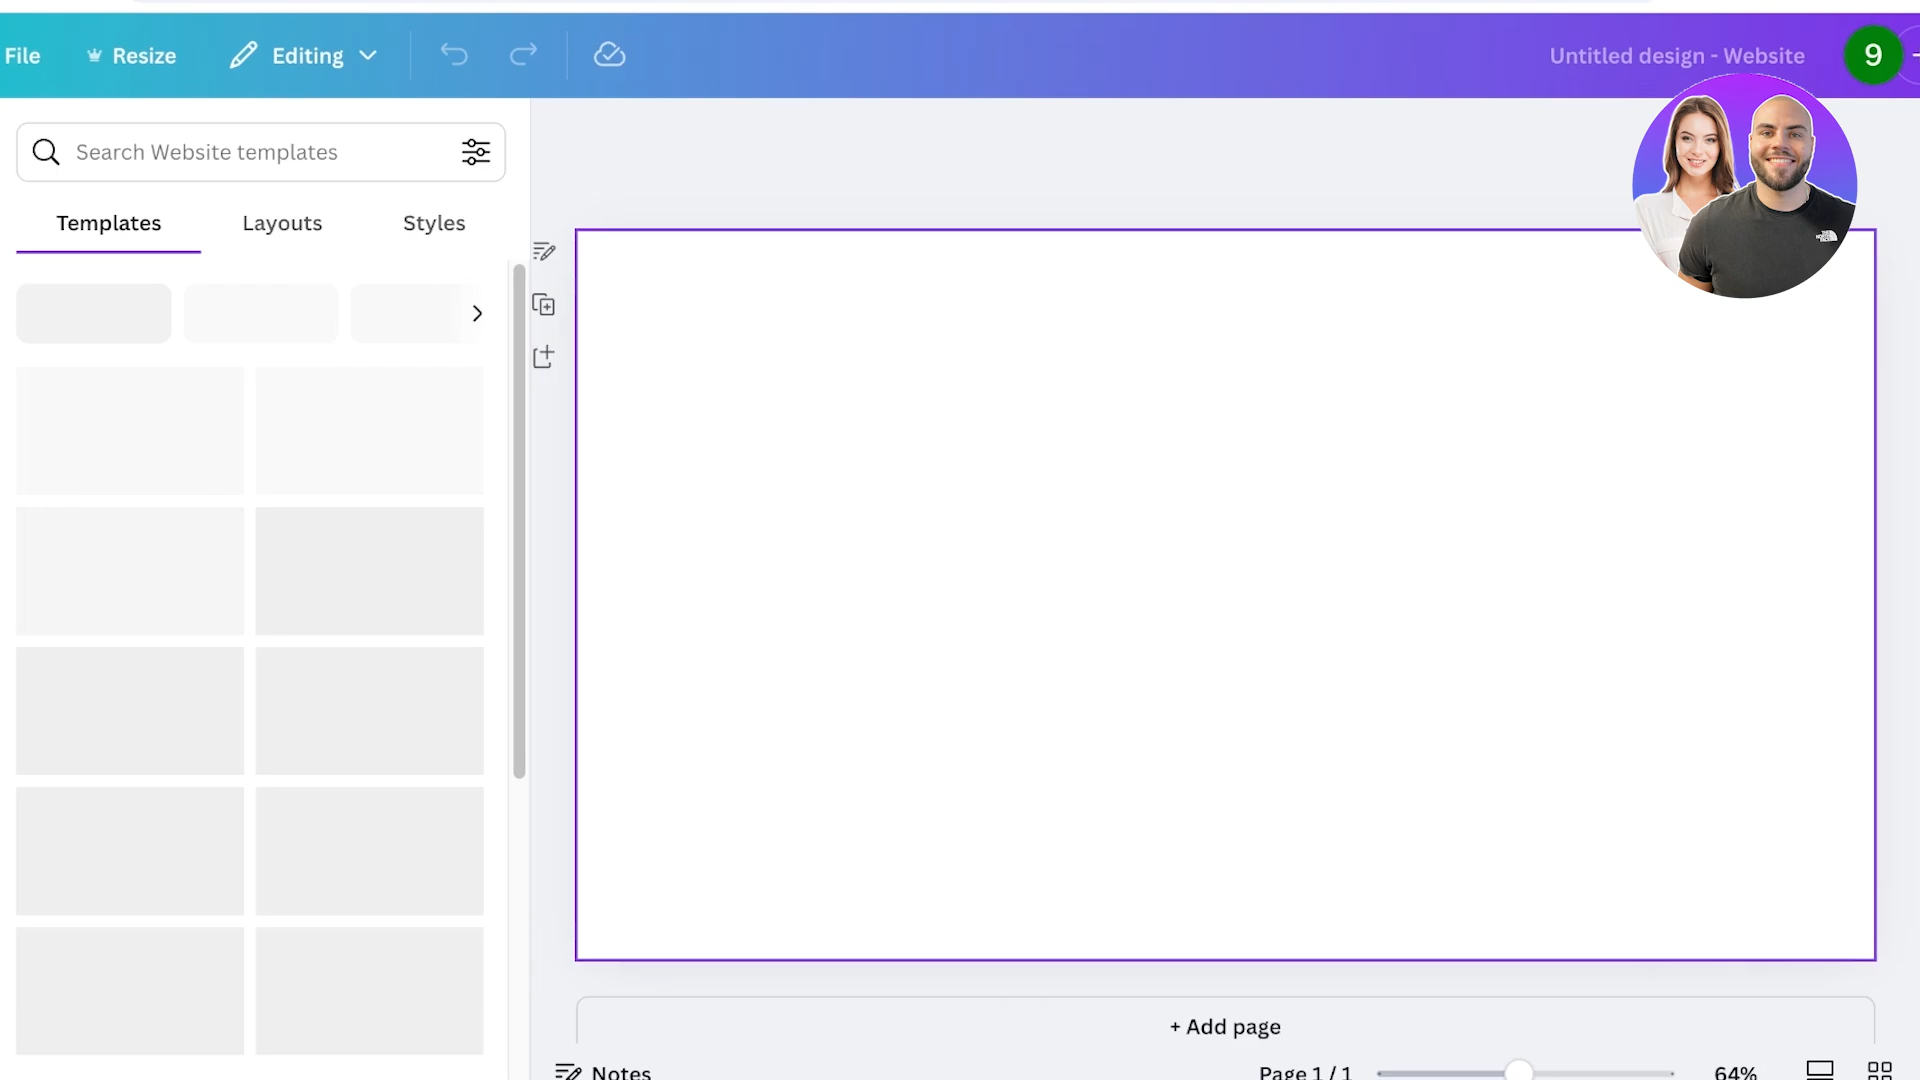 File Resize Editing Untitled design - Website 9
Search Website templates
Templates Layouts Styles
+ Add page
Notes Page 1 / 1 64%